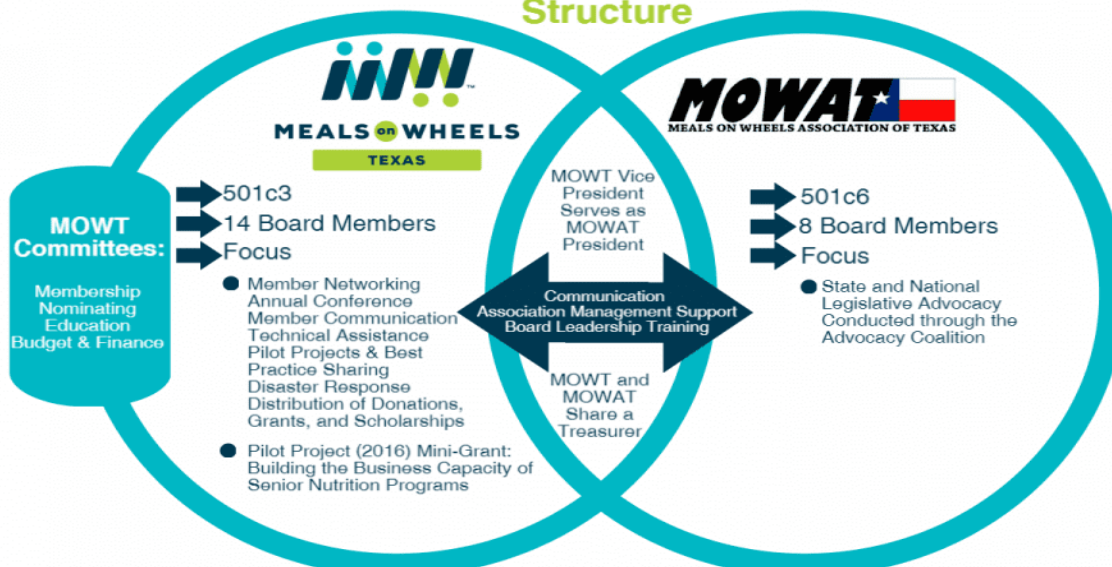 Structure
MEALS on WHEELS
TEXAS
MOWAT
MEALS ON WHEELS ASSOCIATION OF TEXAS
MOWT
Committees:
Membership
Nominating
Education
Budget & Finance
501c3
14 Board Members
Focus
Member Networking
Annual Conference
Member Communication
Technical Assistance
Pilot Projects & Best
Practice Sharing
Disaster Response
Distribution of Donations,
Grants, and Scholarships
Pilot Project (2016) Mini-Grant:
Building the Business Capacity of
Senior Nutrition Programs
MOWT Vice
President
Serves as
MOWAT
President
Communication
Association Management Support
Board Leadership Training
MOWT and
MOWAT
Share a
Treasurer
501c6
8 Board Members
Focus
State and National
Legislative Advocacy
Conducted through the
Advocacy Coalition